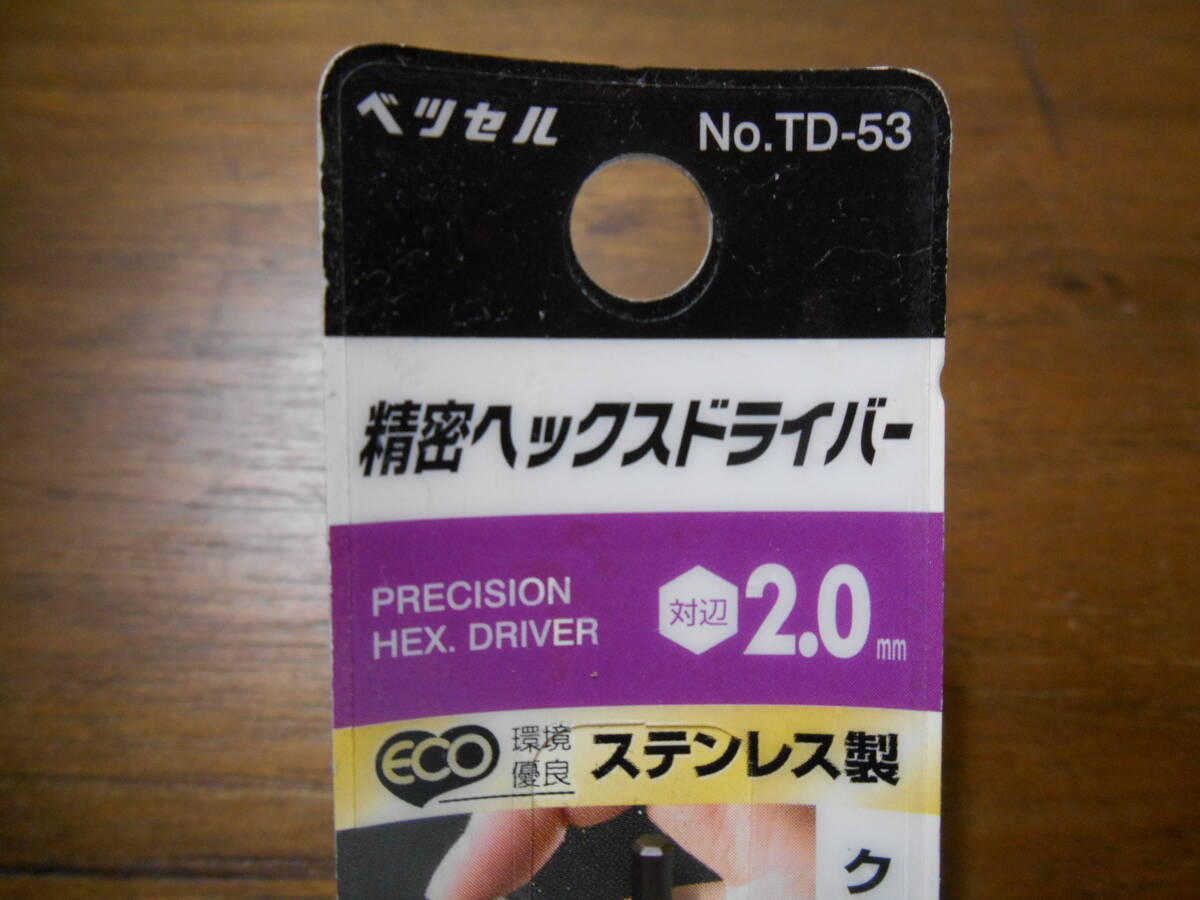 ベッセル
No.TD-53
精密ヘックスドライバー
PRECISION
HEX. DRIVER
対辺 2.0 mm
ECO
環境
優良
ステンレス製
ク